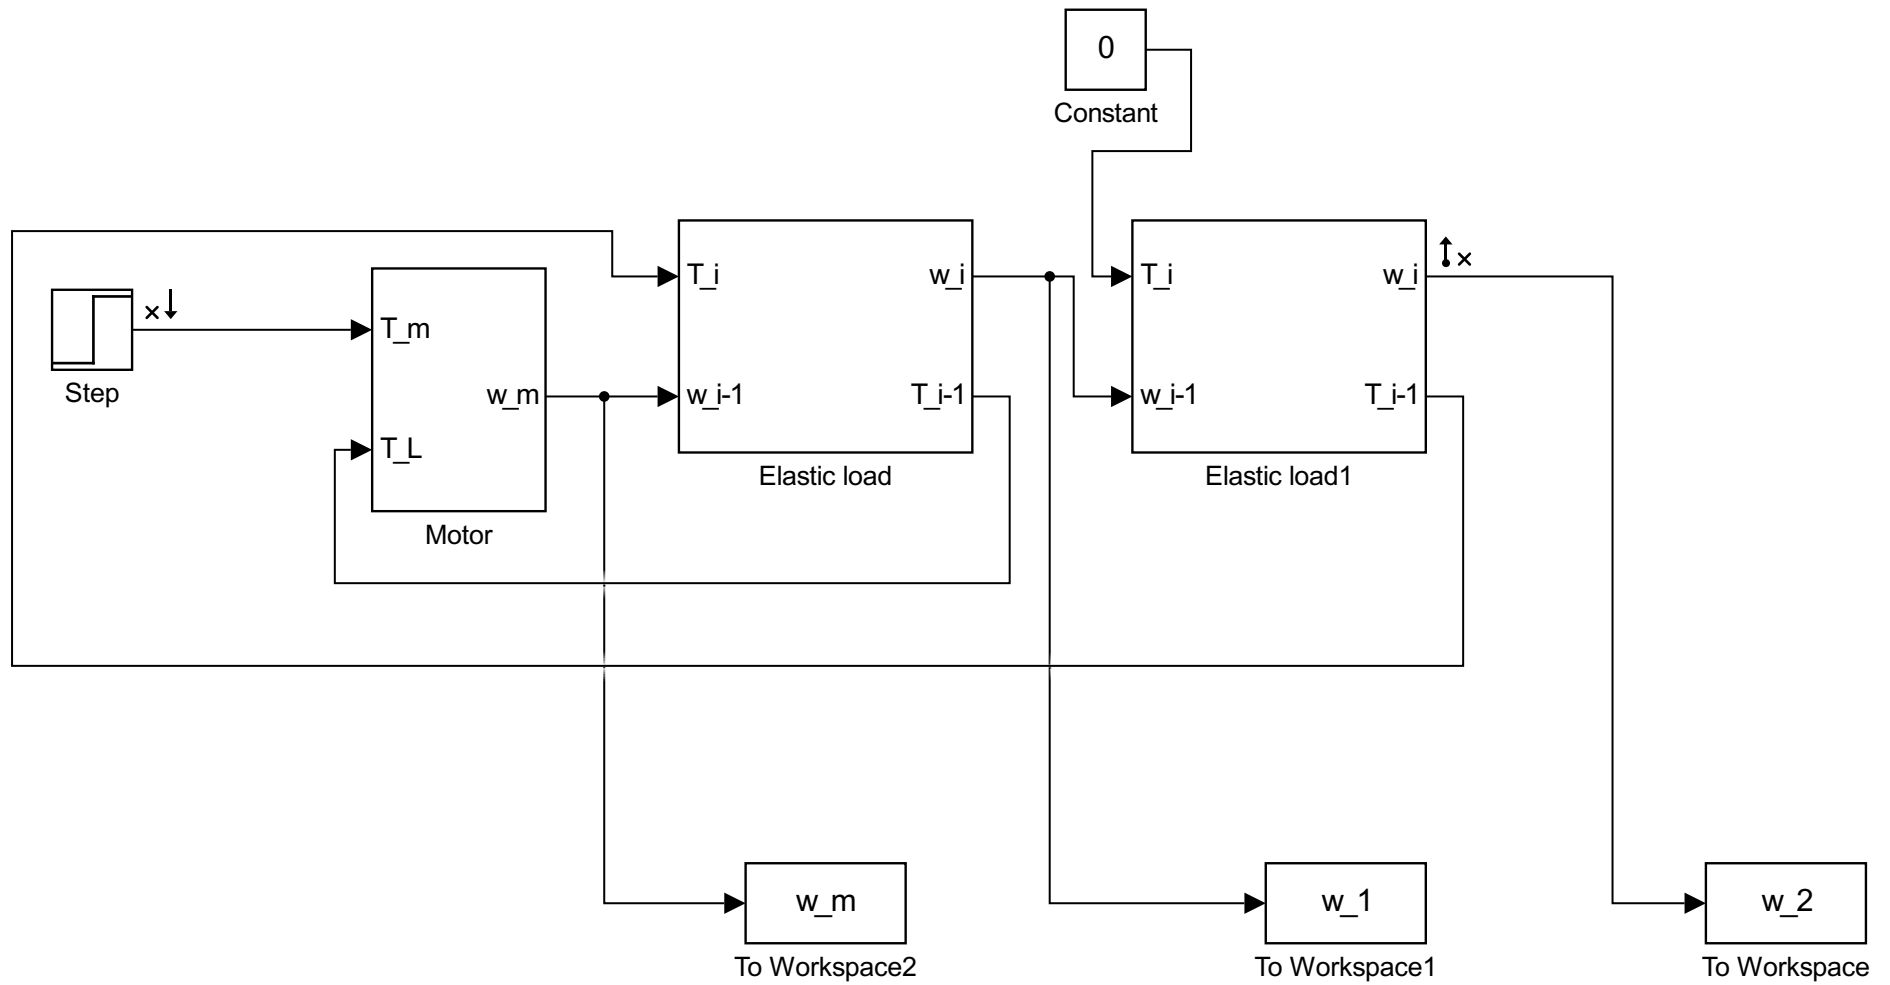 0
Constant
T_i
w_i
T_i
w_i
T_m
Step
w_m
w_i-1
T_i-1
w_i-1
T_i-1
T_L
Elastic load
Elastic load1
Motor
w_m
w_1
w_2
To Workspace2
To Workspace1
To Workspace